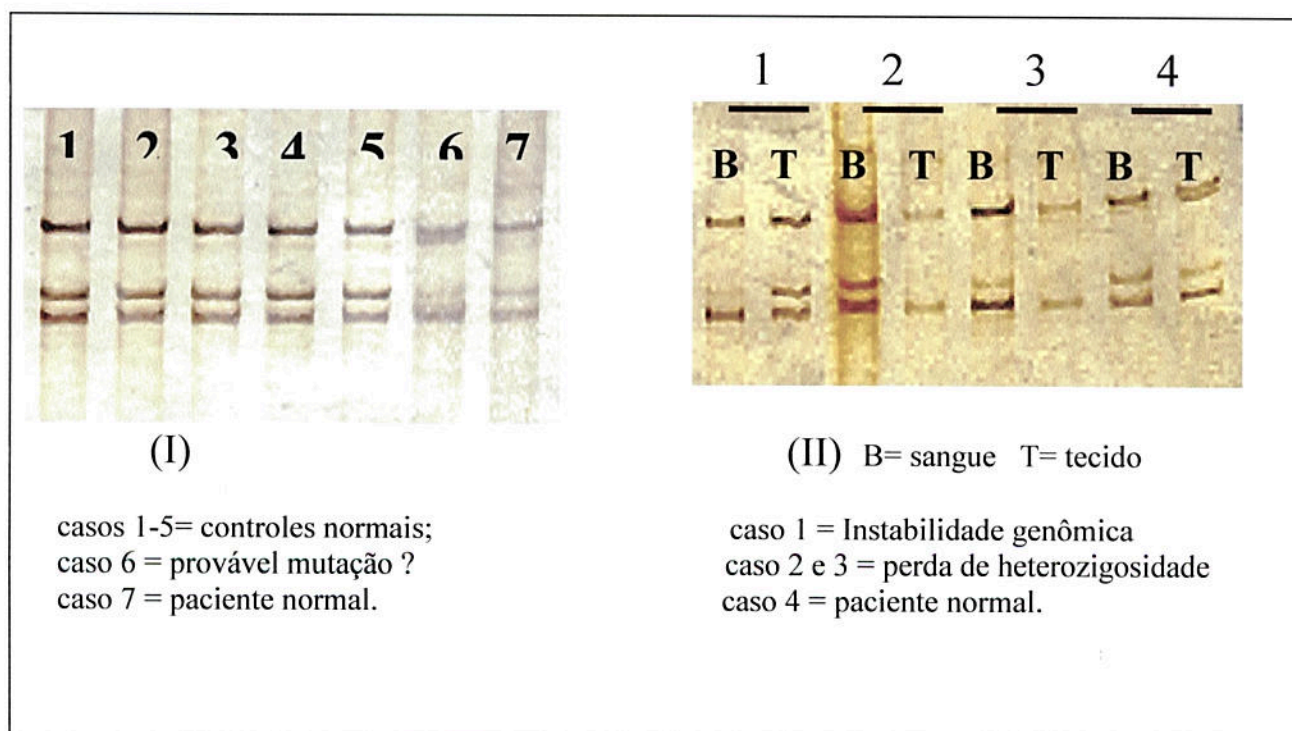 1 2 3 4 5 6 7
(I)
casos 1-5= controles normais;
caso 6 = provável mutação ?
caso 7 = paciente normal.
1 2 3 4
B T B T B T B T
(II) B= sangue T= tecido
caso 1 = Instabilidade genômica
caso 2 e 3 = perda de heterozigosidade
caso 4 = paciente normal.